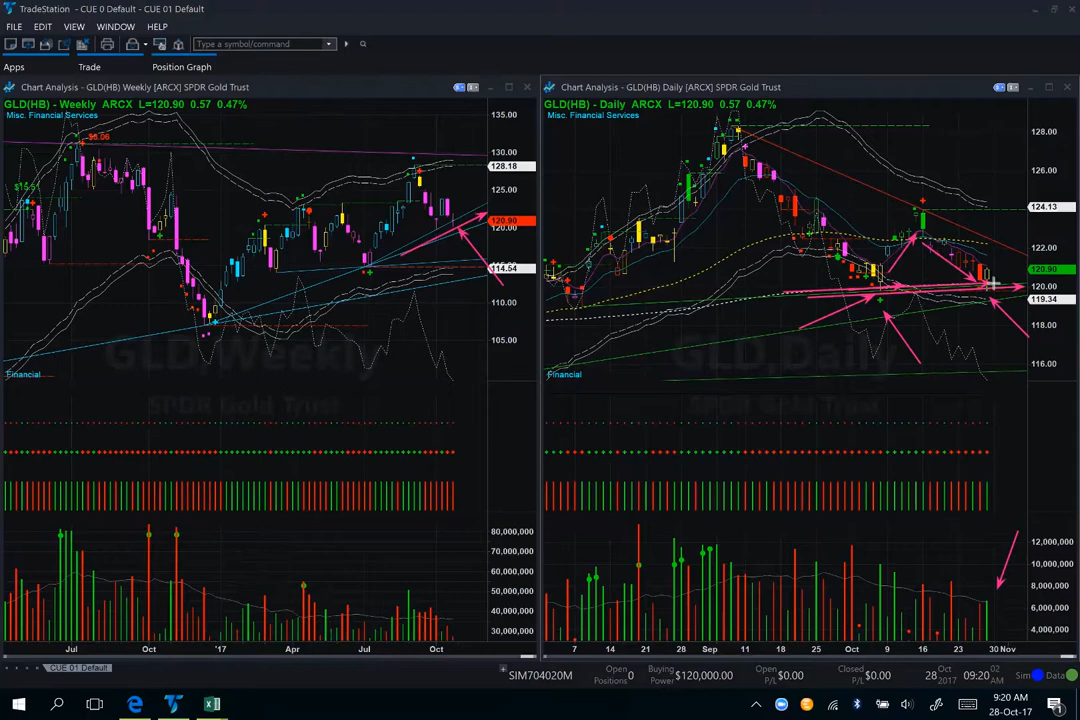 TradeStation - CUE 0 Default - CUE 01 Default
FILE EDIT VIEW WINDOW HELP
Type a symbol/command
Apps Trade Position Graph
Chart Analysis - GLD(HB) Weekly [ARCX] SPDR Gold Trust
GLD(HB) - Weekly ARCX L=120.90 0.57 0.47%
Misc. Financial Services
$8.06
$15.51
135.00
130.00
128.18
125.00
120.90
120.00
114.54
110.00
105.00
GLD,Weekly
SPDR Gold Trust
Financial
80,000,000
70,000,000
60,000,000
50,000,000
40,000,000
30,000,000
Jul Oct '17 Apr Jul Oct
Chart Analysis - GLD(HB) Daily [ARCX] SPDR Gold Trust
GLD(HB) - Daily ARCX L=120.90 0.57 0.47%
Misc. Financial Services
128.00
126.00
124.13
122.00
120.90
120.00
119.34
118.00
116.00
GLD,Daily
SPDR Gold Trust
Financial
12,000,000
10,000,000
8,000,000
6,000,000
4,000,000
7 14 21 28 Sep 11 18 25 Oct 9 16 23 30 Nov
CUE 01 Default
SIM704020M Open Positions 0 Buying Power $120,000.00 Open P/L $0.00 Closed P/L $0.00 28 Oct 2017 09:20 02 AM Sim Data
9:20 AM
28-Oct-17
1